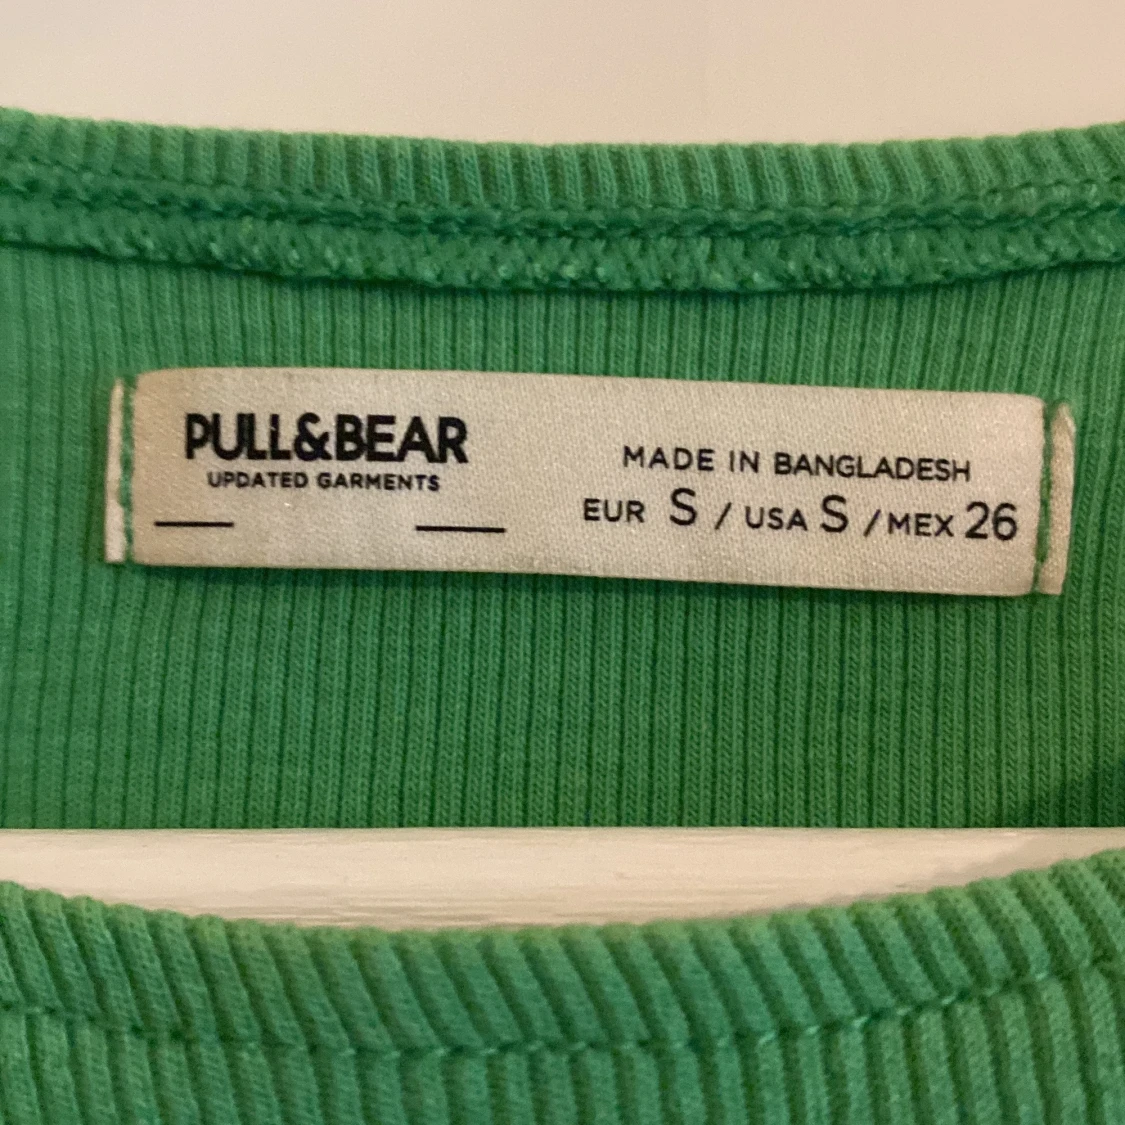 PULL&BEAR
UPDATED GARMENTS
MADE IN BANGLADESH
EUR S / USA S / MEX 26